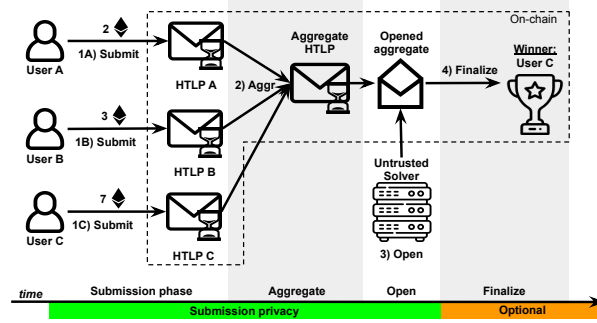 On-chain
2
1A) Submit
User A
HTLP A
3
1B) Submit
User B
HTLP B
7
1C) Submit
User C
HTLP C
2) Aggr
Aggregate
HTLP
Opened
aggregate
4) Finalize
Winner:
User C
Untrusted
Solver
3) Open
time
Submission phase
Aggregate
Open
Finalize
Submission privacy
Optional